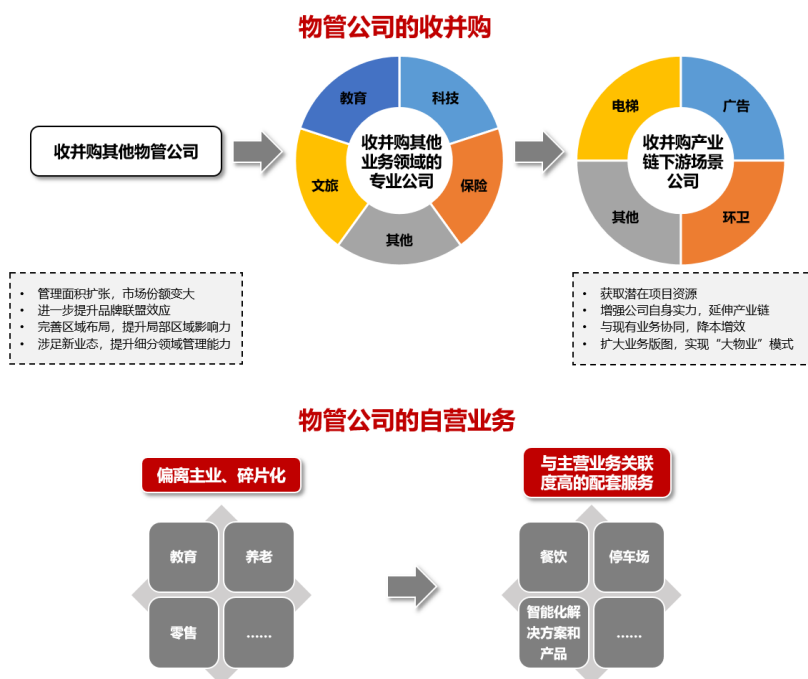 物管公司的收并购
收并购其他物管公司
教育
科技
文旅
保险
其他
收并购其他
业务领域的
专业公司
电梯
广告
其他
环卫
收并购产业
链下游场景
公司
• 管理面积扩张，市场份额变大
• 进一步提升品牌联盟效应
• 完善区域布局，提升局部区域影响力
• 涉足新业态，提升细分领域管理能力
• 获取潜在项目资源
• 增强公司自身实力，延伸产业链
• 与现有业务协同，降本增效
• 扩大业务版图，实现“大物业”模式
物管公司的自营业务
偏离主业、碎片化
教育
养老
零售
……
与主营业务关联
度高的配套服务
餐饮
停车场
智能化解
决方案和
产品
……